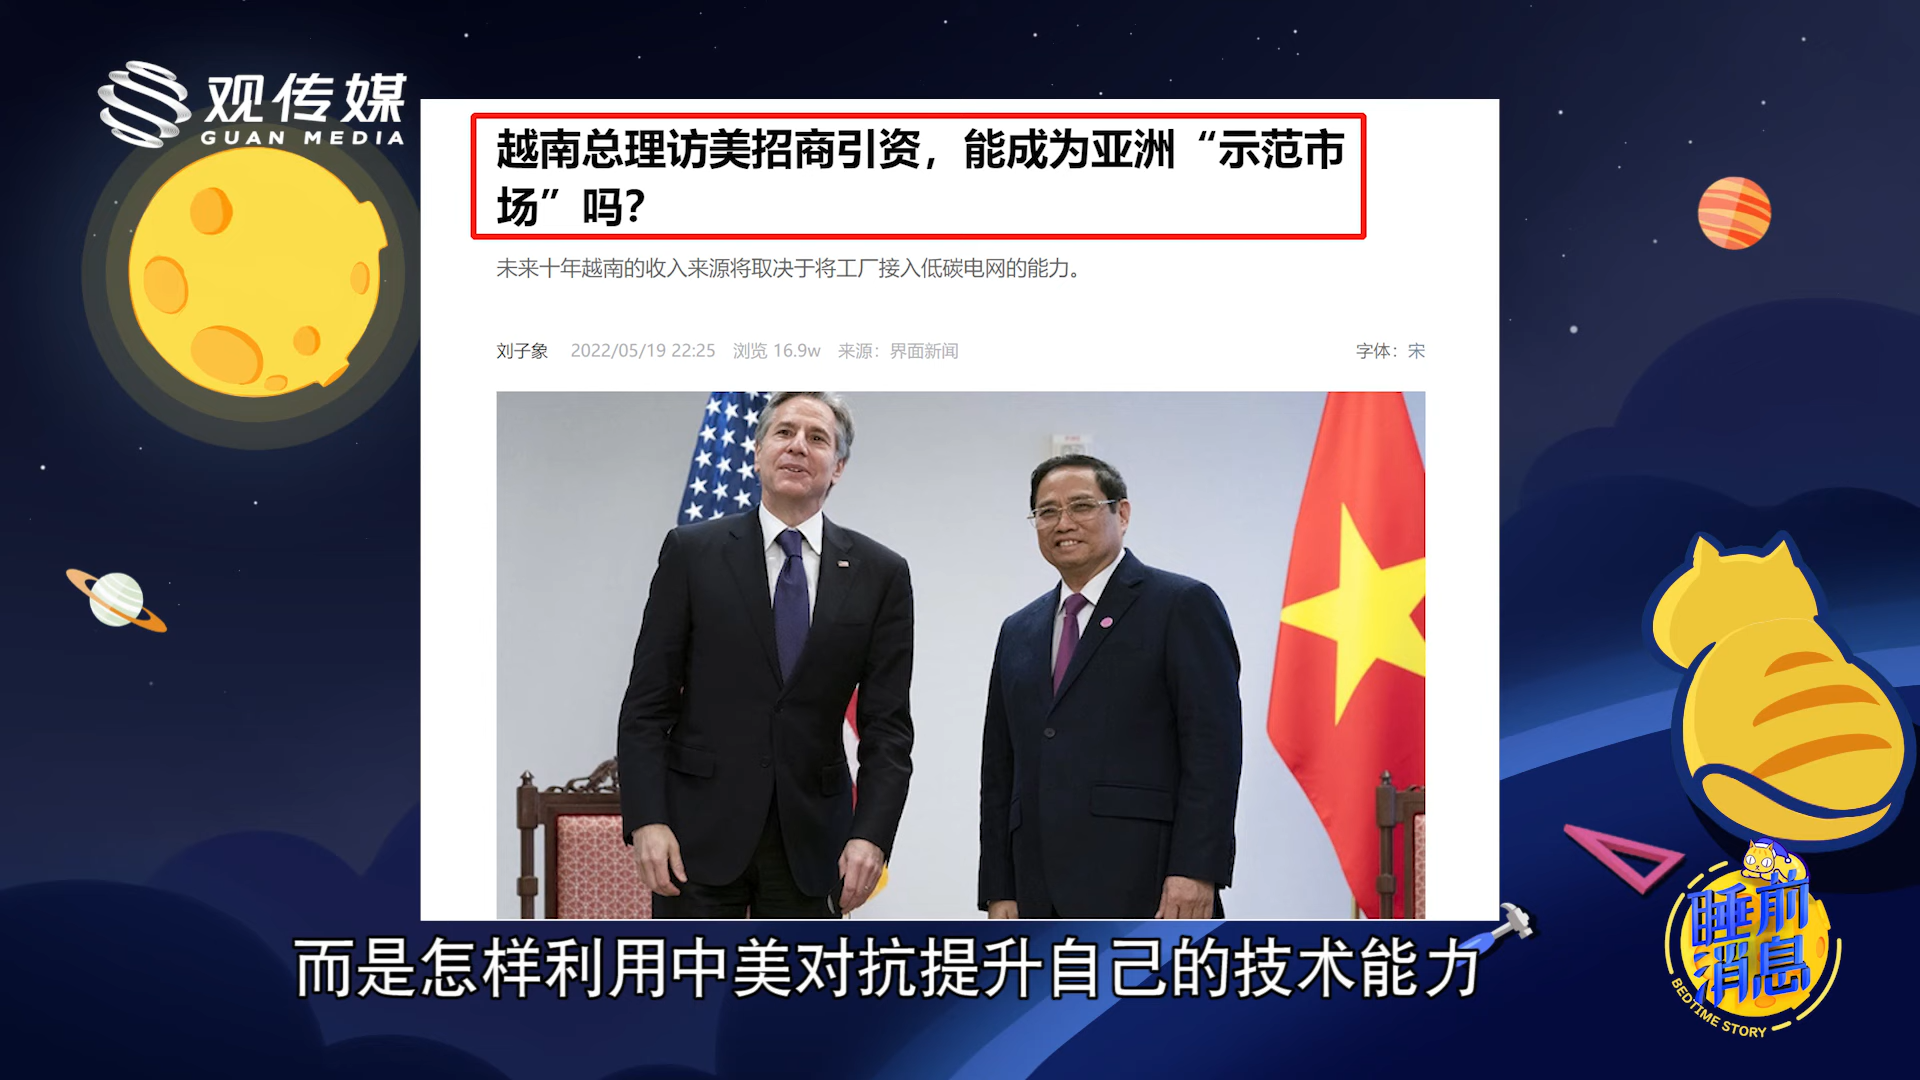 观传媒
GUAN MEDIA
越南总理访美招商引资，能成为亚洲“示范市
场”吗？
未来十年越南的收入来源将取决于将工厂接入低碳电网的能力。
刘子象 2022/05/19 22:25 浏览 16.9w 来源：界面新闻 字体：宋
而是怎样利用中美对抗提升自己的技术能力
睡前
消息
BEDTIME STORY